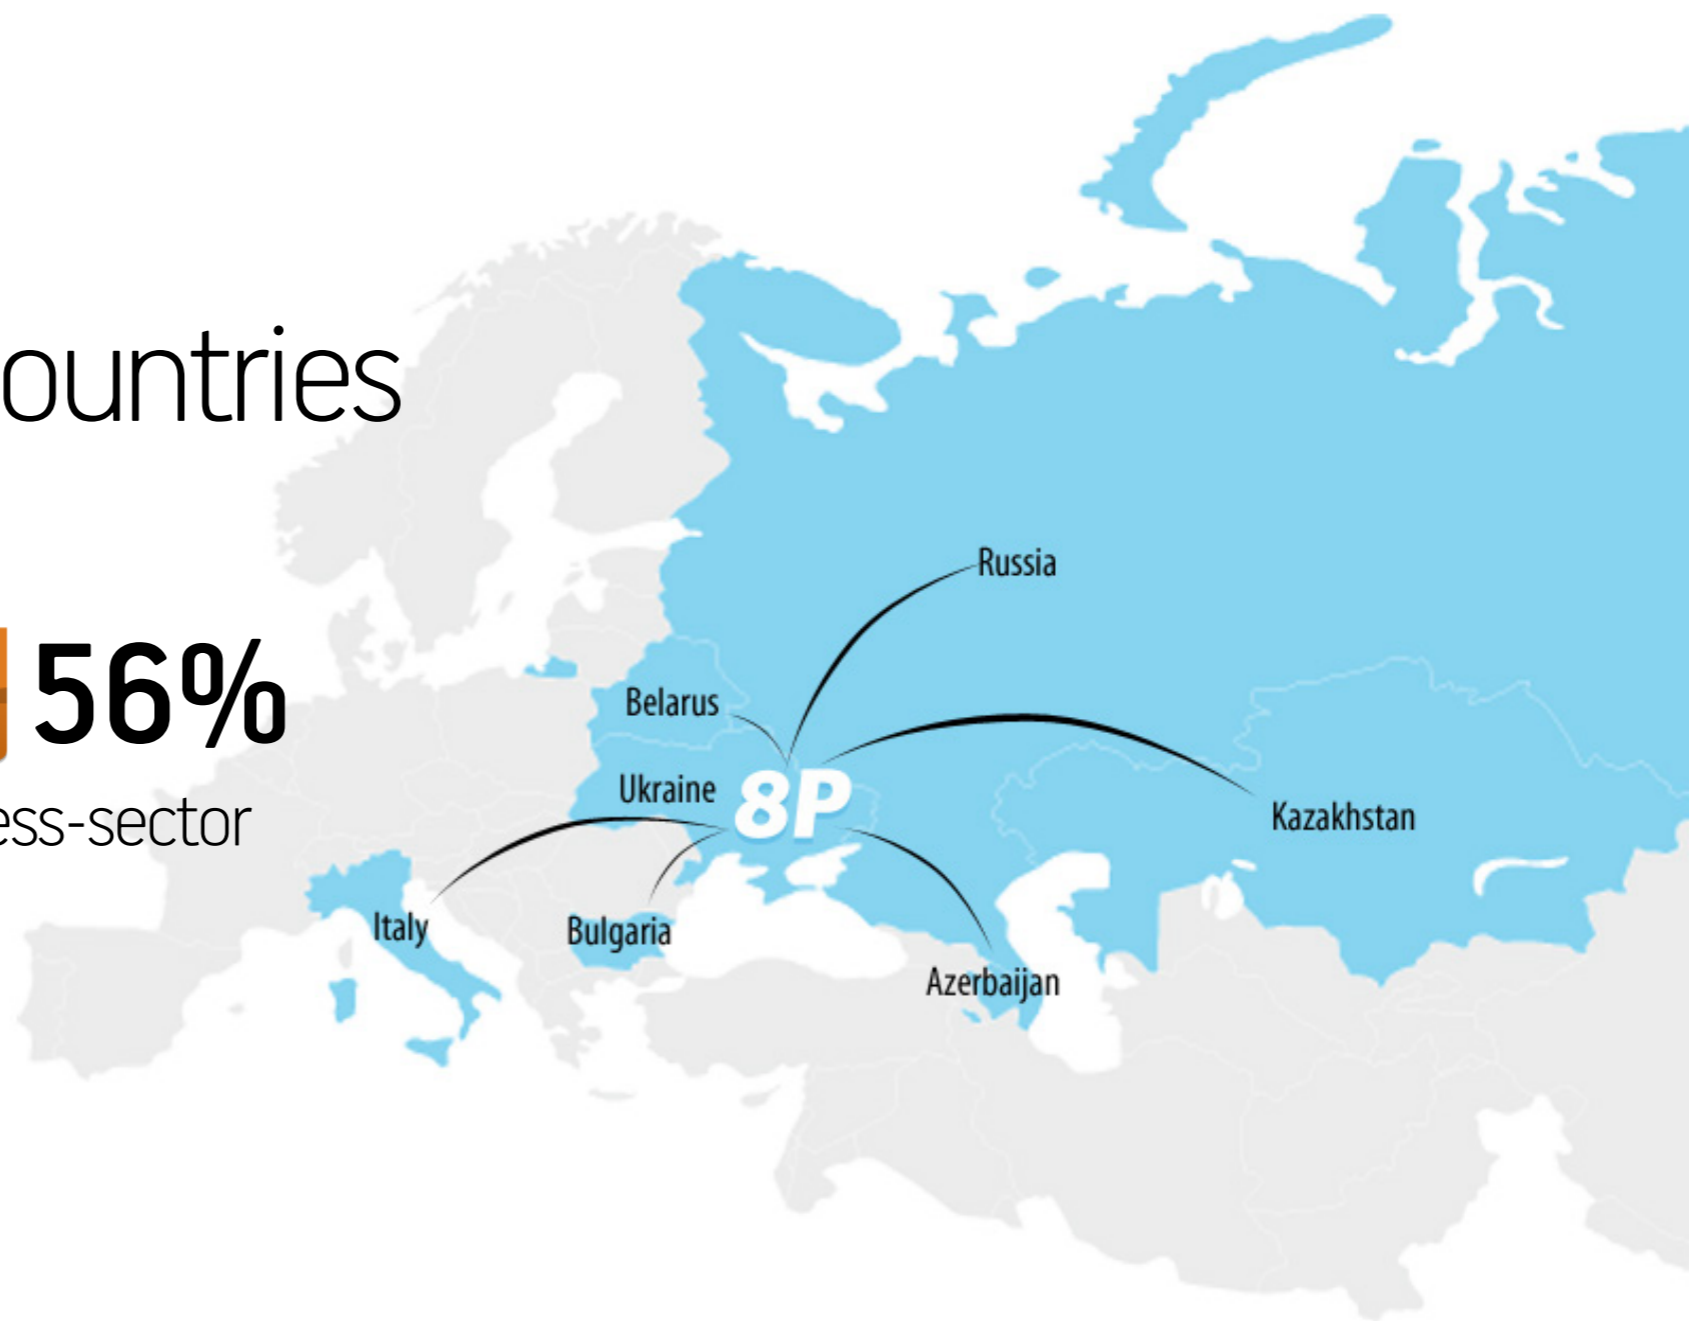 ountries
56%
ess-sector
Russia
Belarus
Ukraine
8P
Kazakhstan
Italy
Bulgaria
Azerbaijan